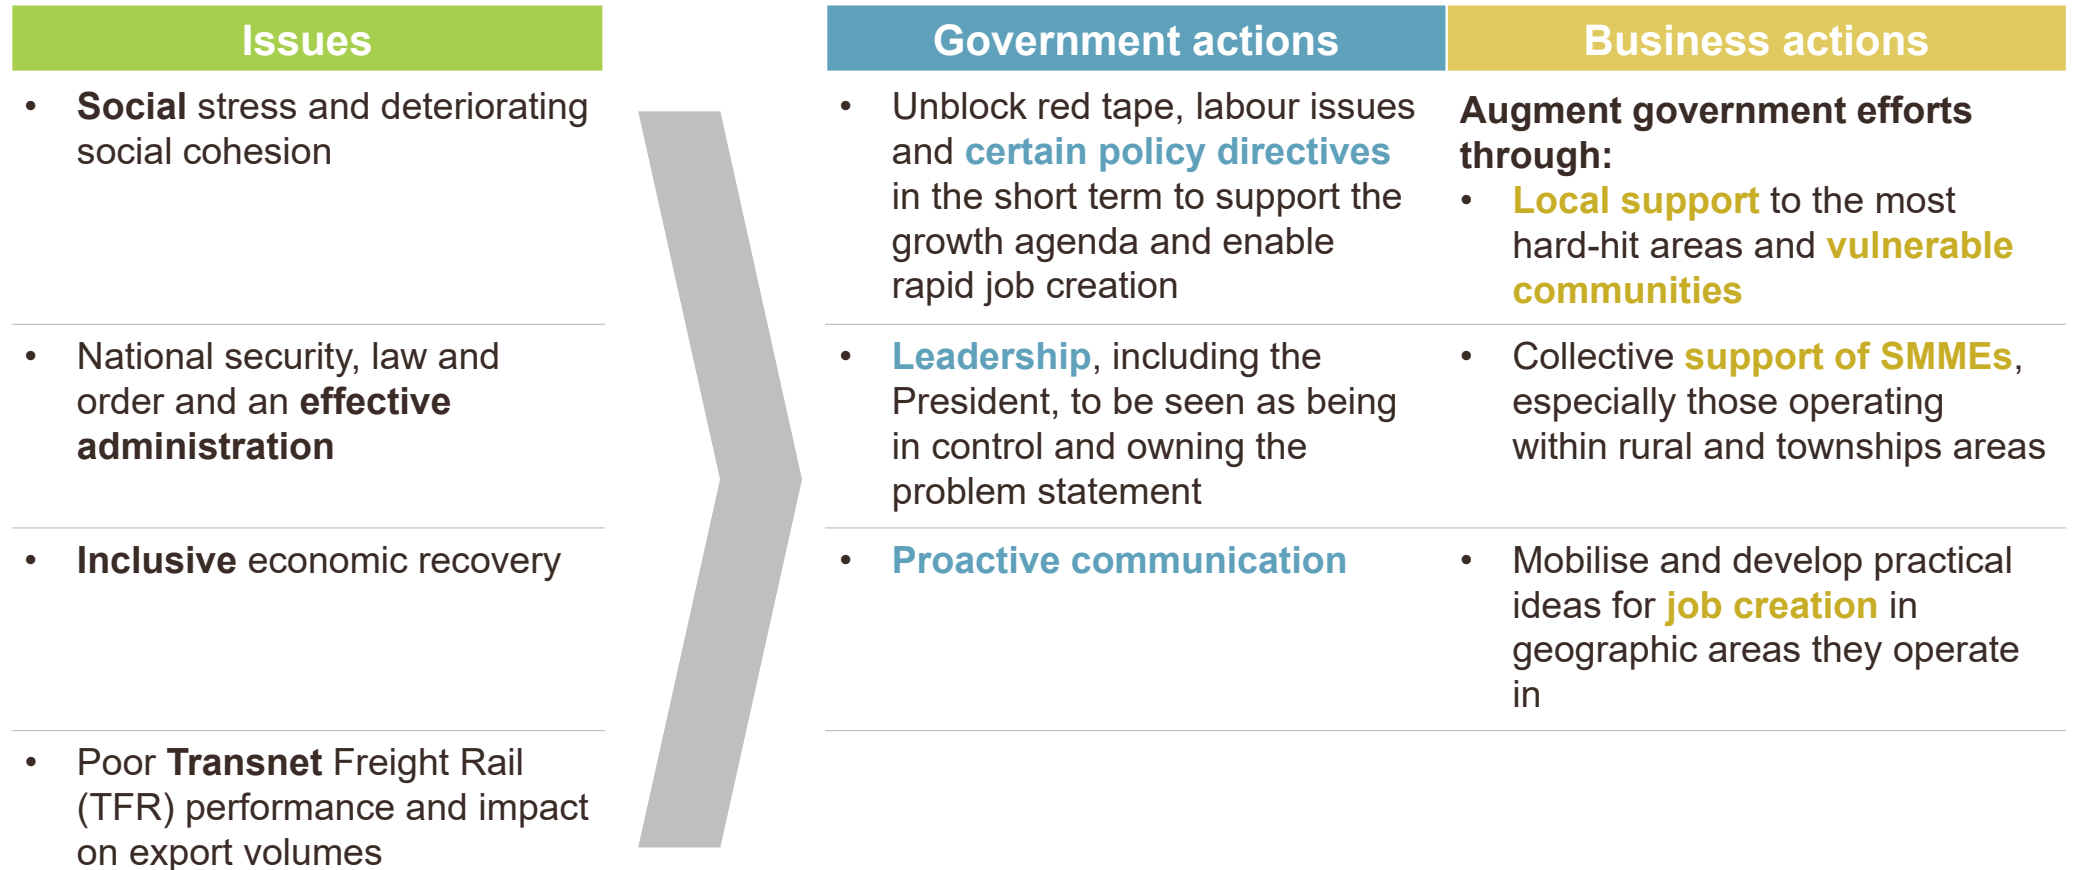 Issues
• Social stress and deteriorating
social cohesion
• National security, law and
order and an effective
administration
• Inclusive economic recovery
• Poor Transnet Freight Rail
(TFR) performance and impact
on export volumes
Government actions
• Unblock red tape, labour issues
and certain policy directives
in the short term to support the
growth agenda and enable
rapid job creation
• Leadership, including the
President, to be seen as being
in control and owning the
problem statement
• Proactive communication
Business actions
Augment government efforts
through:
• Local support to the most
hard-hit areas and vulnerable
communities
• Collective support of SMMEs,
especially those operating
within rural and townships areas
• Mobilise and develop practical
ideas for job creation in
geographic areas they operate
in